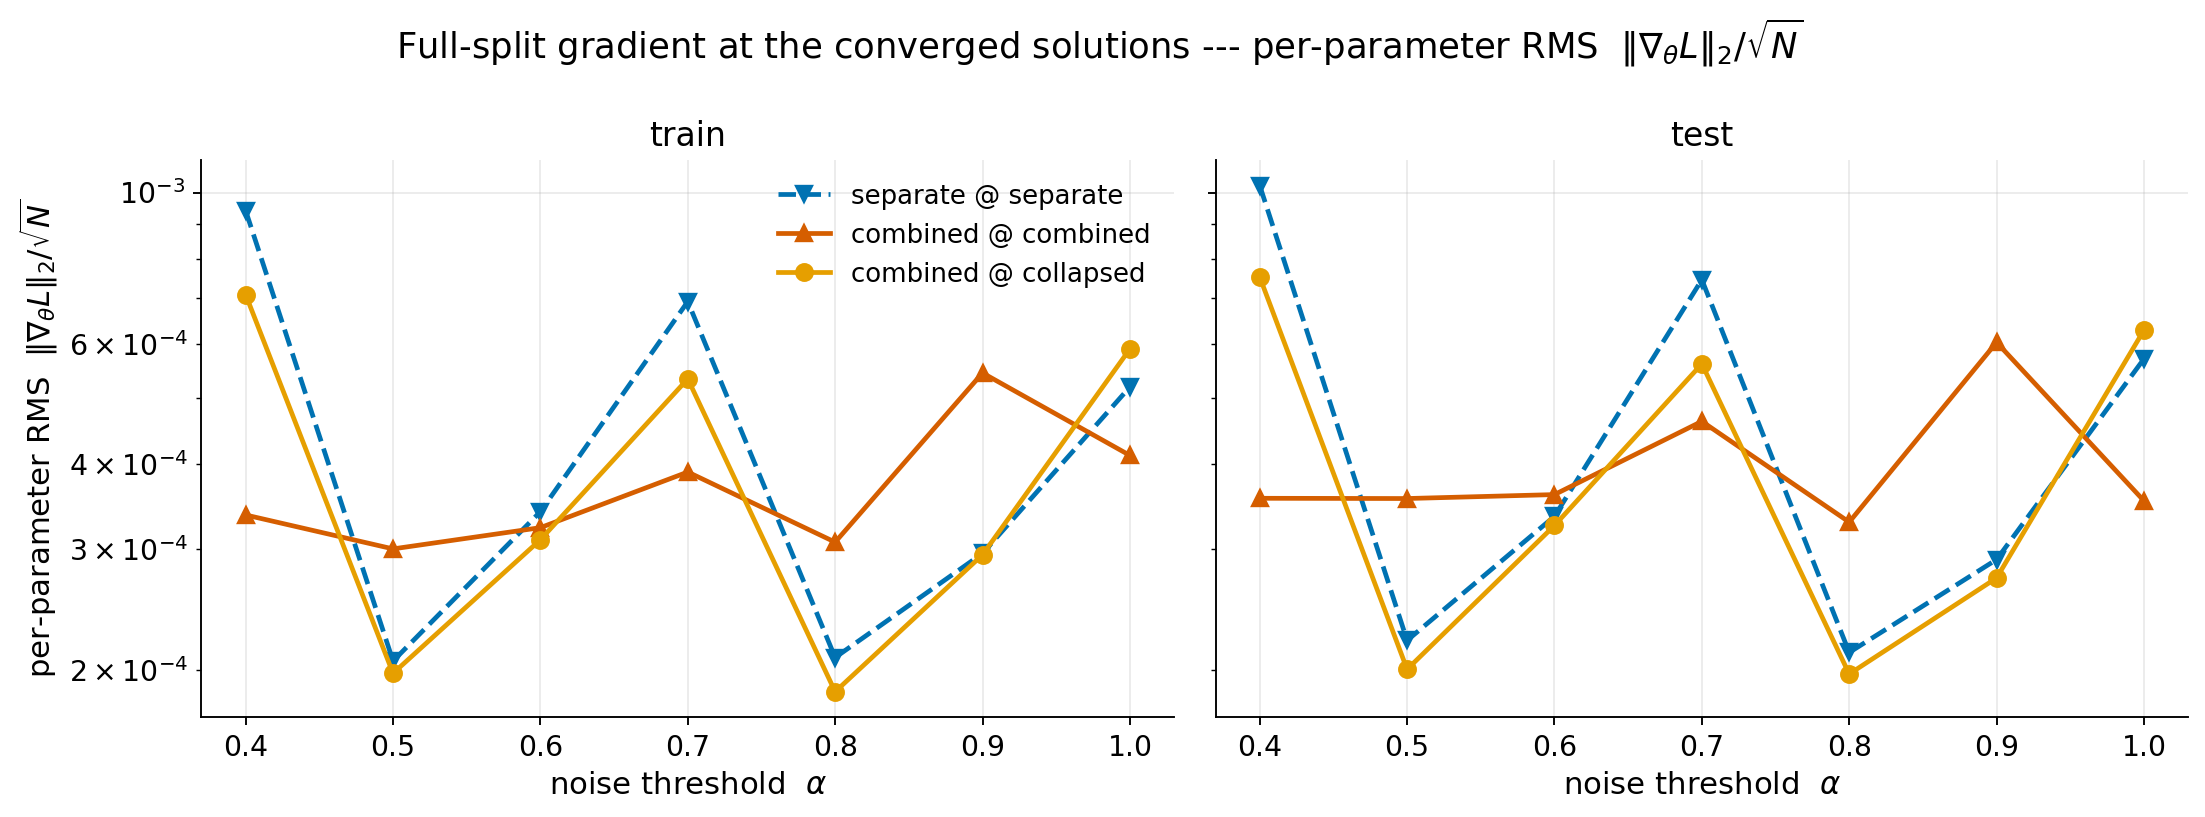 Full-split gradient at the converged solutions --- per-parameter RMS ‖∇θL‖₂/√N
train
test
per-parameter RMS ‖∇θL‖₂/√N
10⁻³
6 × 10⁻⁴
4 × 10⁻⁴
3 × 10⁻⁴
2 × 10⁻⁴
separate @ separate
combined @ combined
combined @ collapsed
0.4 0.5 0.6 0.7 0.8 0.9 1.0
0.4 0.5 0.6 0.7 0.8 0.9 1.0
noise threshold α
noise threshold α